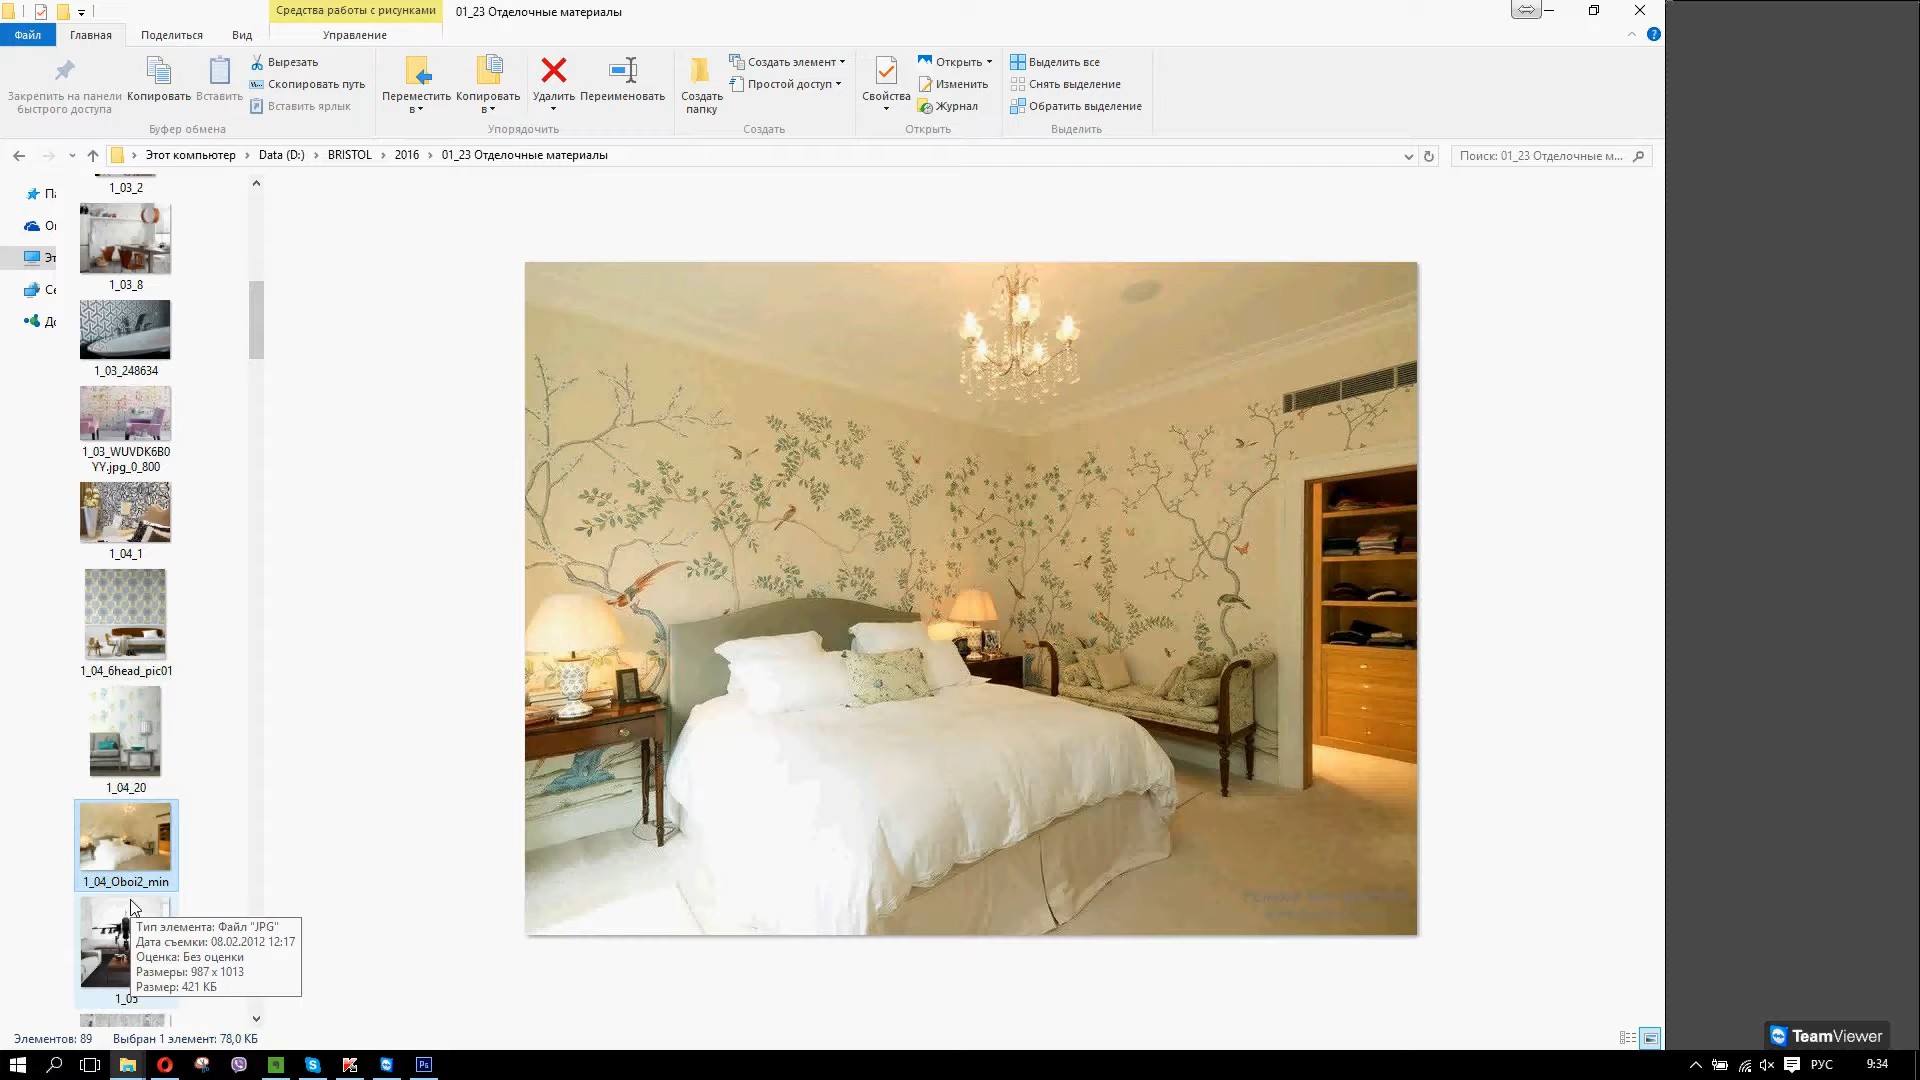 Средства работы с рисунками
01_23 Отделочные материалы
Файл
Главная
Поделиться
Вид
Управление
Закрепить на панели быстрого доступа
Копировать
Вставить
Вырезать
Скопировать путь
Вставить ярлык
Буфер обмена
Переместить в
Копировать в
Удалить
Переименовать
Упорядочить
Создать папку
Создать элемент
Простой доступ
Создать
Свойства
Открыть
Изменить
Журнал
Открыть
Выделить все
Снять выделение
Обратить выделение
Выделить
Этот компьютер
Data (D:)
BRISTOL
2016
01_23 Отделочные материалы
Поиск: 01_23 Отделочные м...
1_03_2
1_03_8
1_03_248634
1_03_WUVDK6B0
YY.jpg_0_800
1_04_1
1_04_6head_pic01
1_04_20
1_04_Oboi2_min
Тип элемента: Файл "JPG"
Дата съемки: 08.02.2012 12:17
Оценка: Без оценки
Размеры: 987 x 1013
Размер: 421 КБ
1_05
Элементов: 89
Выбран 1 элемент: 78,0 КБ
TeamViewer
РУС
9:34